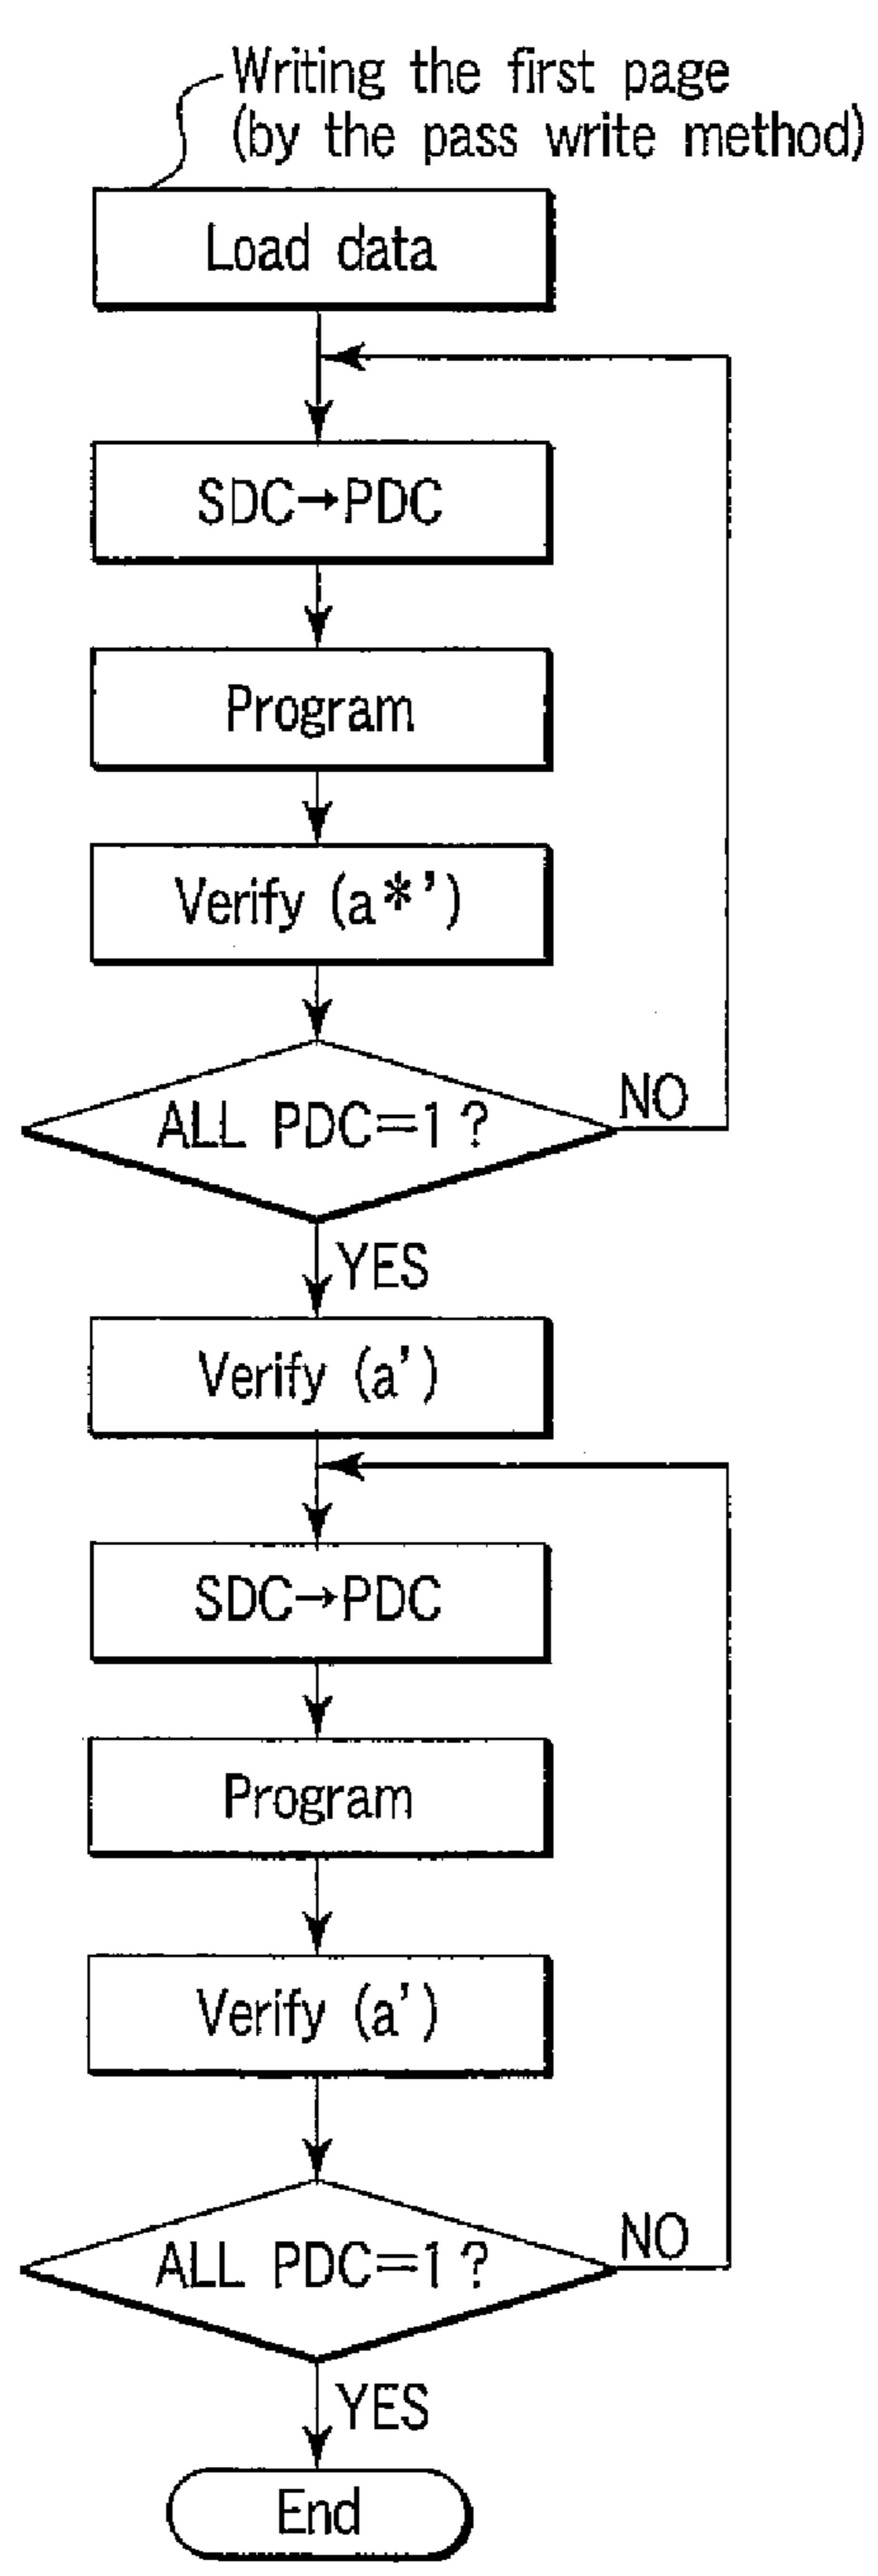 Writing the first page
(by the pass write method)
Load data
SDC→PDC
Program
Verify (a*')
ALL PDC=1?
NO
YES
Verify (a')
SDC→PDC
Program
Verify (a')
ALL PDC=1?
NO
YES
End